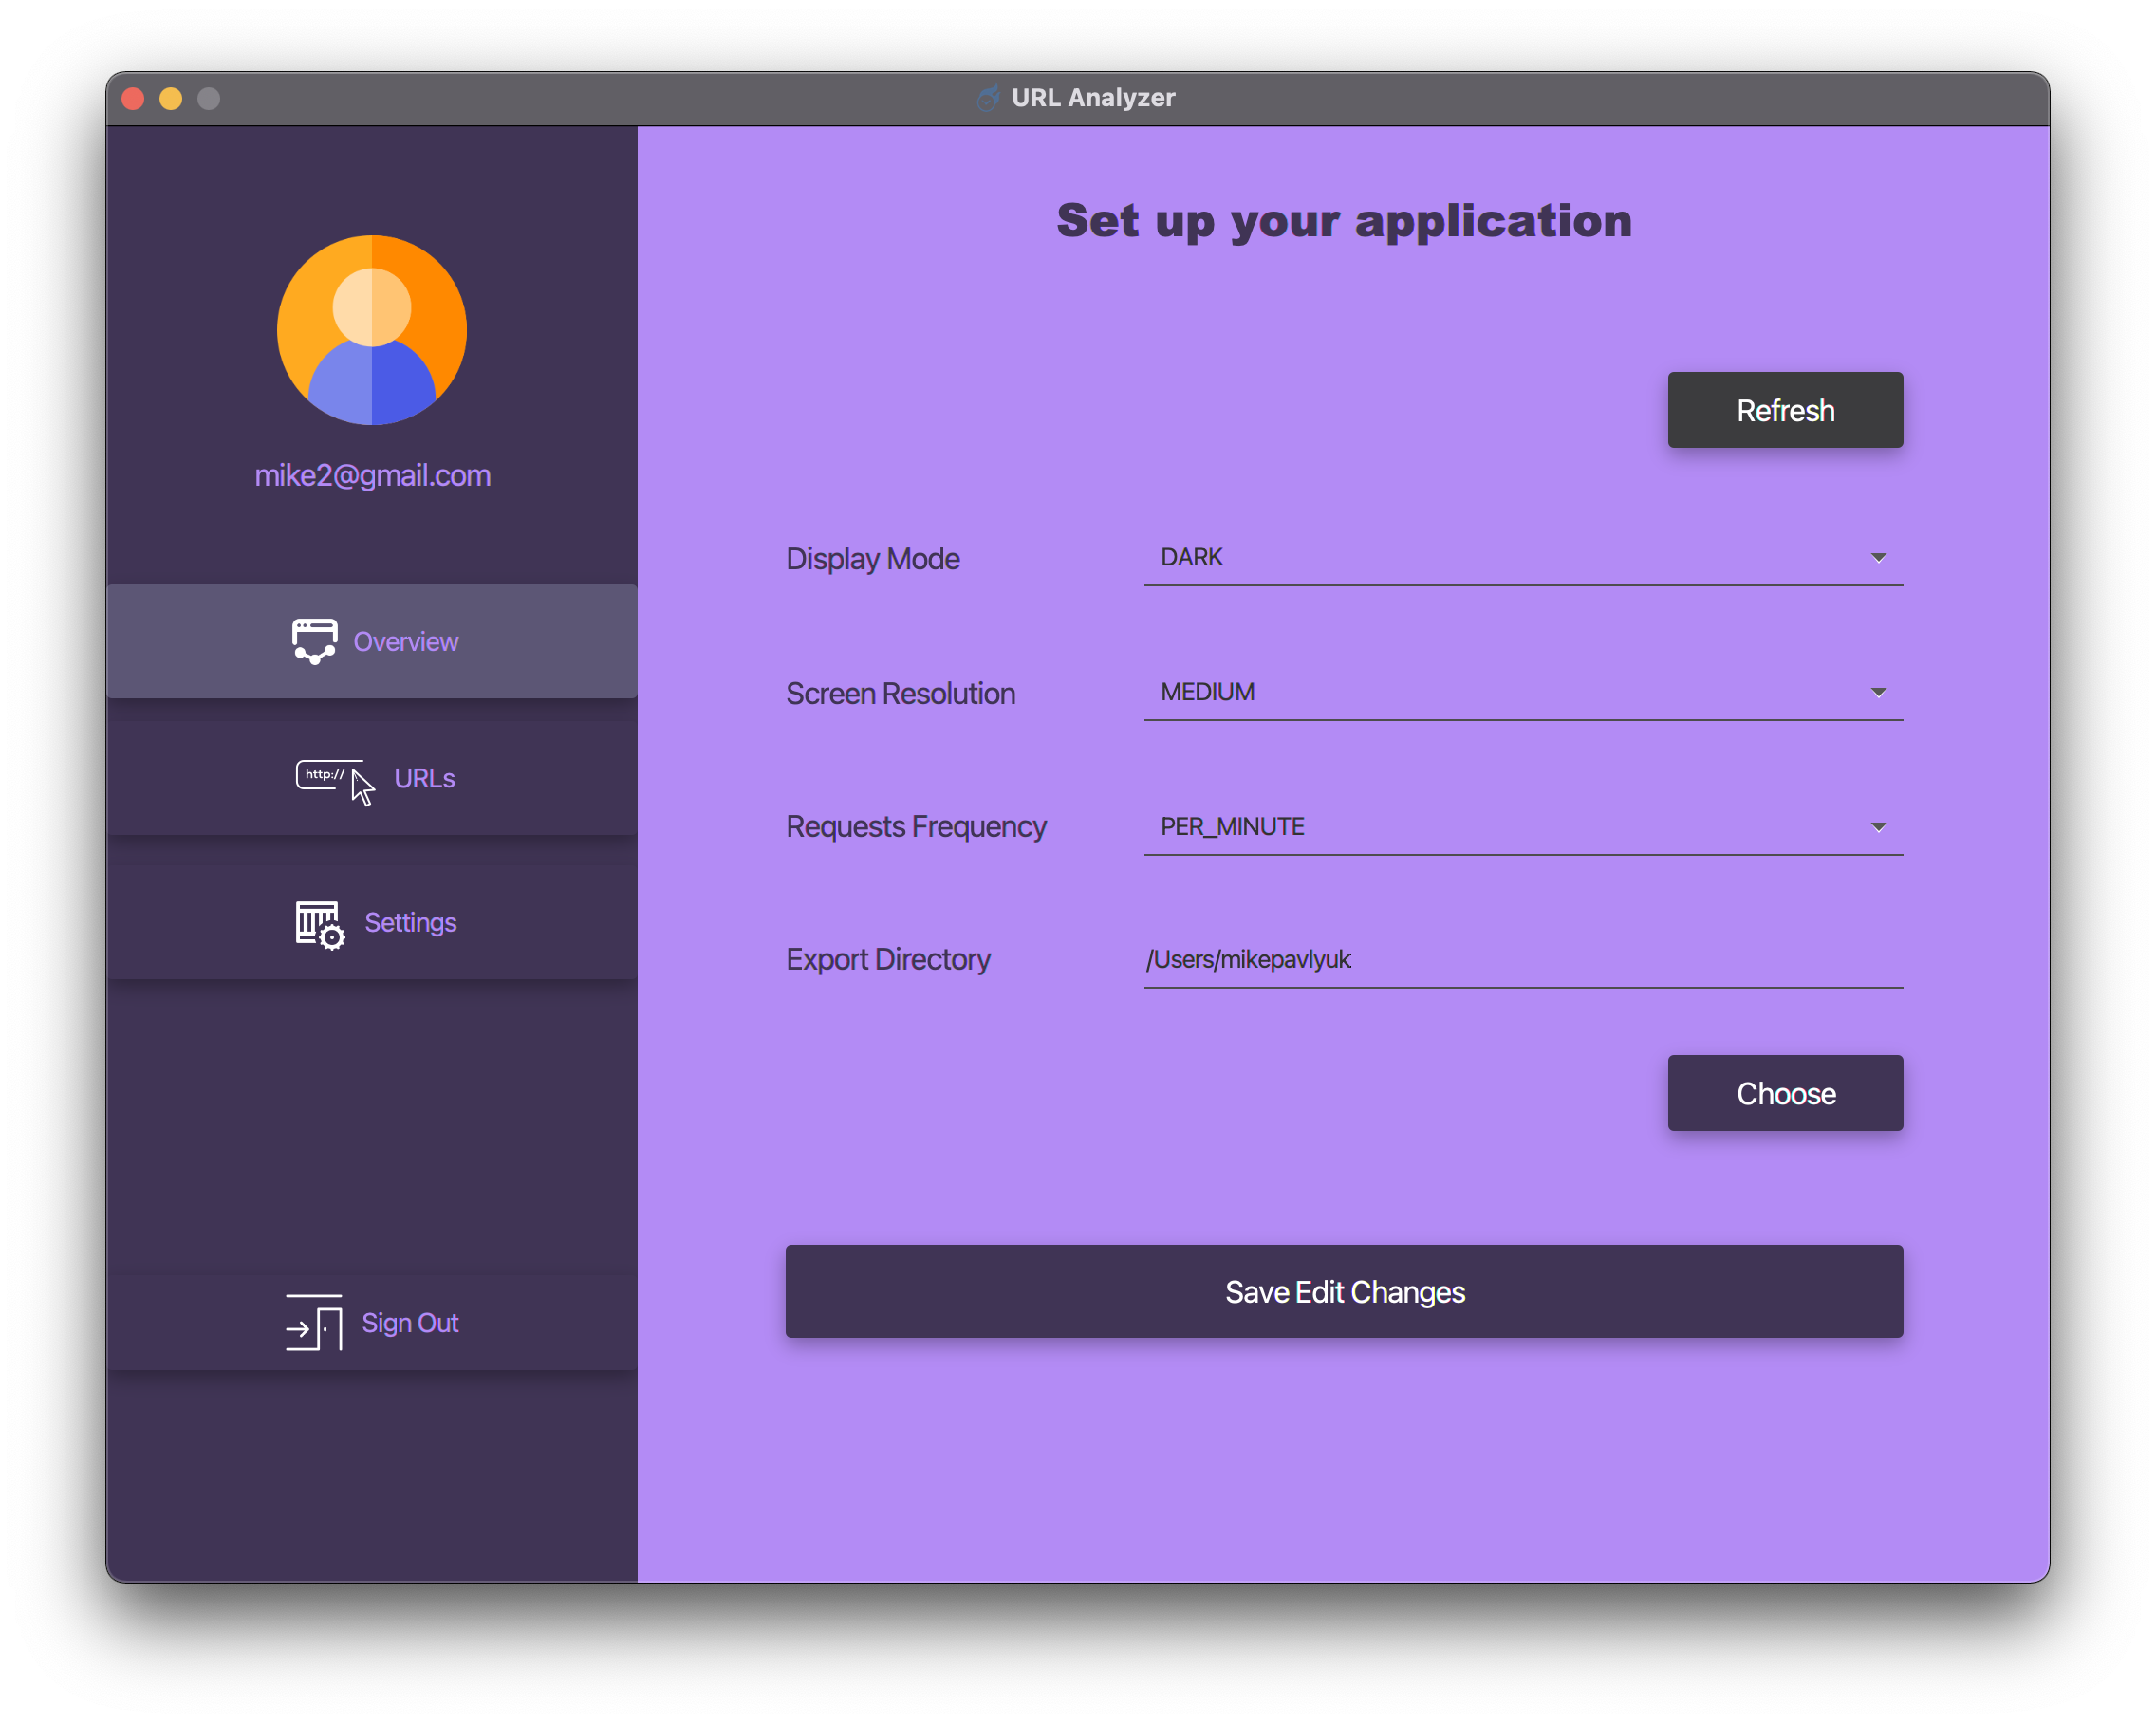 URL Analyzer
mike2@gmail.com
Overview
http://
URLs
Settings
Sign Out
Set up your application
Refresh
Display Mode
DARK
Screen Resolution
MEDIUM
Requests Frequency
PER_MINUTE
Export Directory
/Users/mikepavlyuk
Choose
Save Edit Changes